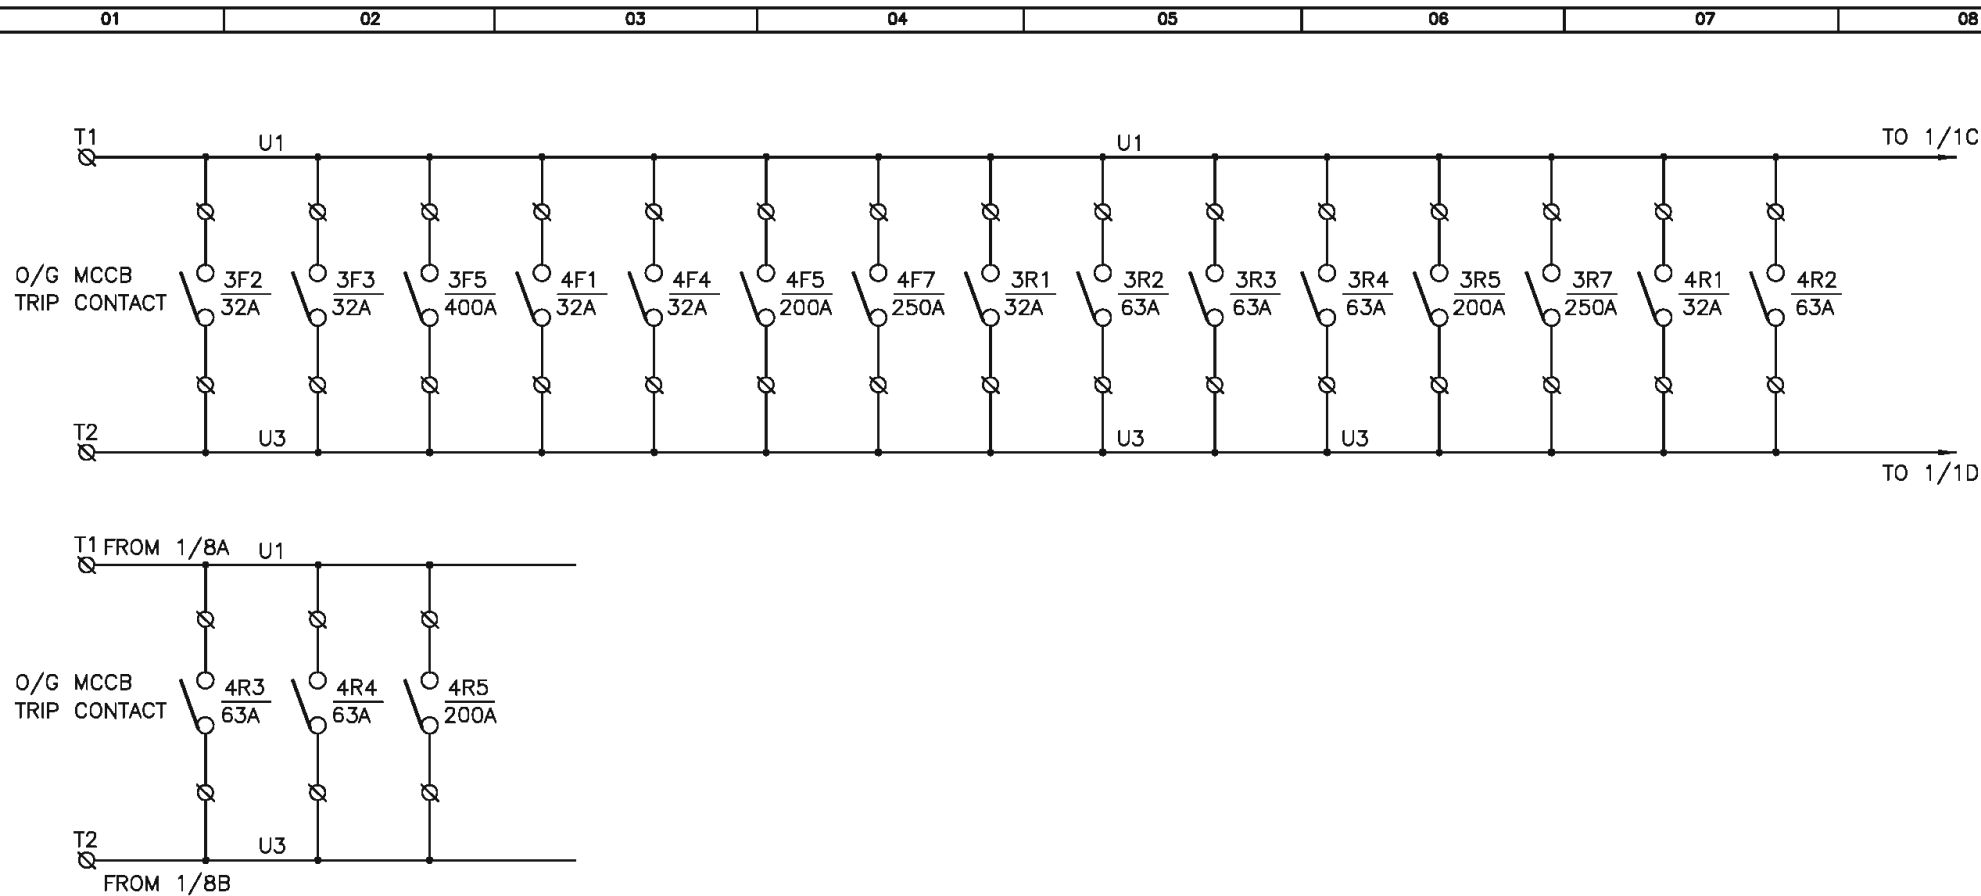 01 02 03 04 05 06 07 08
T1 U1 U1 TO 1/1C
O/G MCCB
TRIP CONTACT
3F2 3F3 3F5 4F1 4F4 4F5 4F7 3R1 3R2 3R3 3R4 3R5 3R7 4R1 4R2
32A 32A 400A 32A 32A 200A 250A 32A 63A 63A 63A 200A 250A 32A 63A
T2 U3 U3 U3
TO 1/1D
T1 FROM 1/8A U1
O/G MCCB
TRIP CONTACT
4R3 4R4 4R5
63A 63A 200A
T2 U3
FROM 1/8B